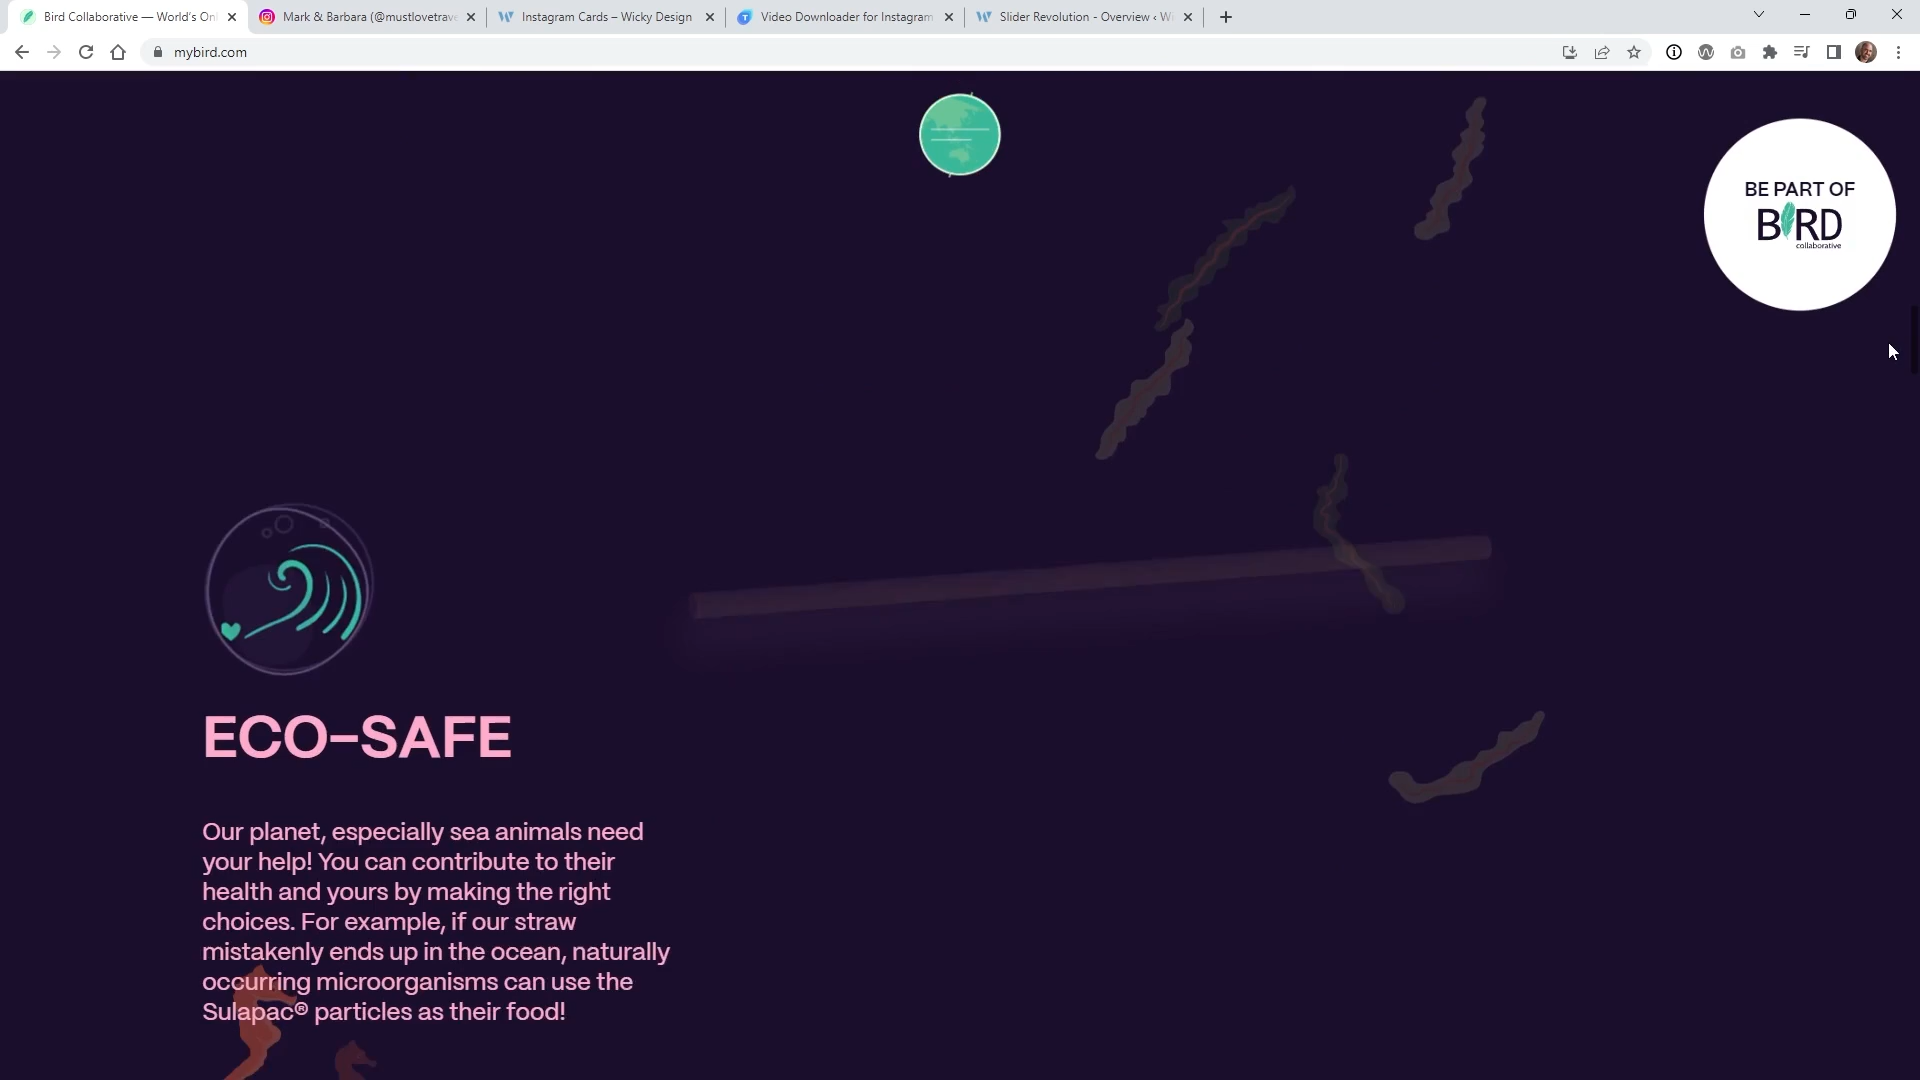 Bird Collaborative — World's Onl
Mark & Barbara (@mustlovetrave
Instagram Cards – Wicky Design
Video Downloader for Instagram
Slider Revolution - Overview ‹ Wi
mybird.com
BE PART OF
BIRD
collaborative
ECO-SAFE
Our planet, especially sea animals need
your help! You can contribute to their
health and yours by making the right
choices. For example, if our straw
mistakenly ends up in the ocean, naturally
occurring microorganisms can use the
Sulapac® particles as their food!